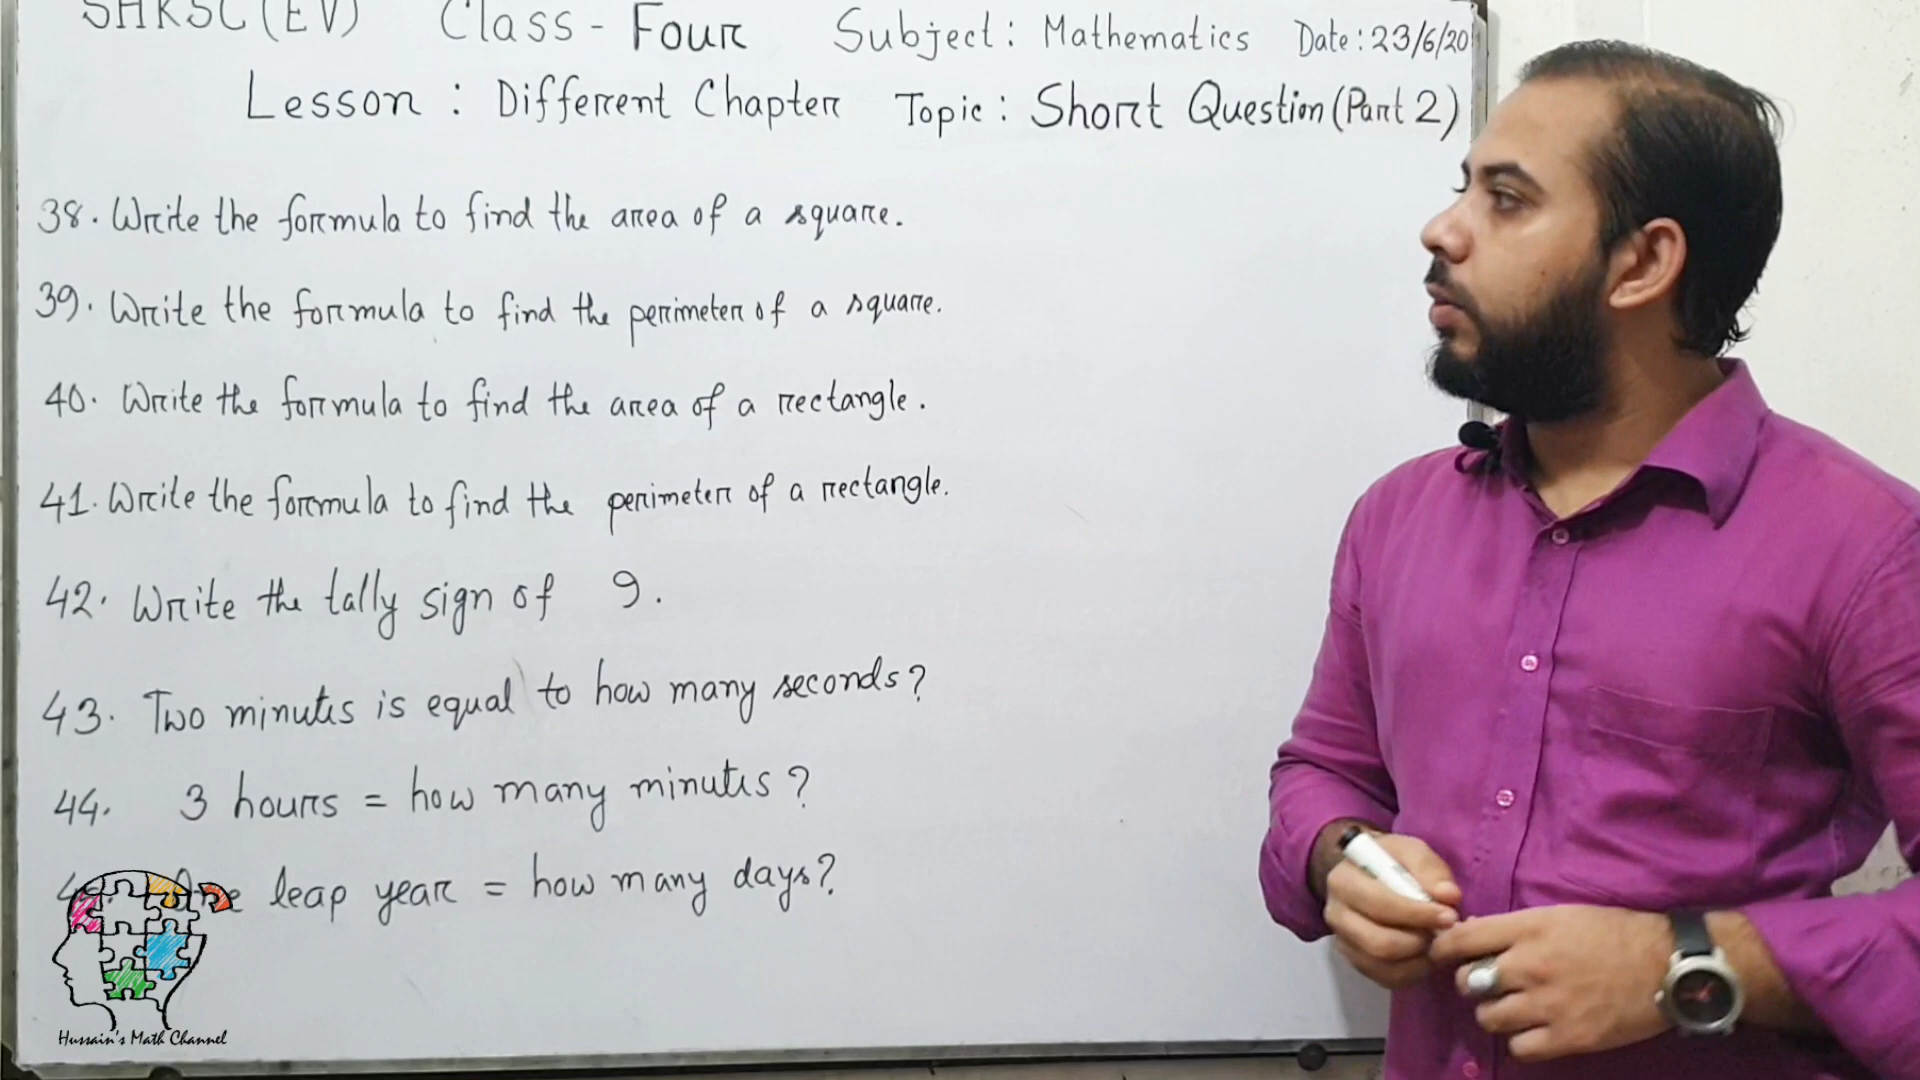 SHKSC (EV) Class - Four Subject : Mathematics Date : 23/6/20
Lesson : Different Chapter Topic : Short Question (Part 2)
38. Write the formula to find the area of a square.
39. Write the formula to find the perimeter of a square.
40. Write the formula to find the area of a rectangle.
41. Write the formula to find the perimeter of a rectangle.
42. Write the tally sign of 9.
43. Two minutes is equal to how many seconds?
44. 3 hours = how many minutes?
leap year = how many days?
Hussain's Math Channel